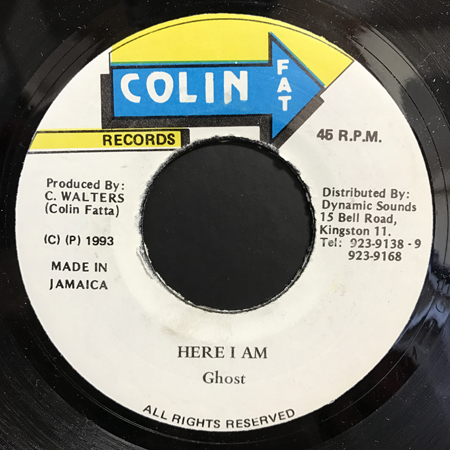 COLIN
FAT
RECORDS
45 R.P.M.
Produced By:
C. WALTERS
(Colin Fatta)
(C) (P) 1993
MADE IN
JAMAICA
Distributed By:
Dynamic Sounds
15 Bell Road,
Kingston 11.
Tel: 923-9138 - 9
923-9168
HERE I AM
Ghost
ALL RIGHTS RESERVED